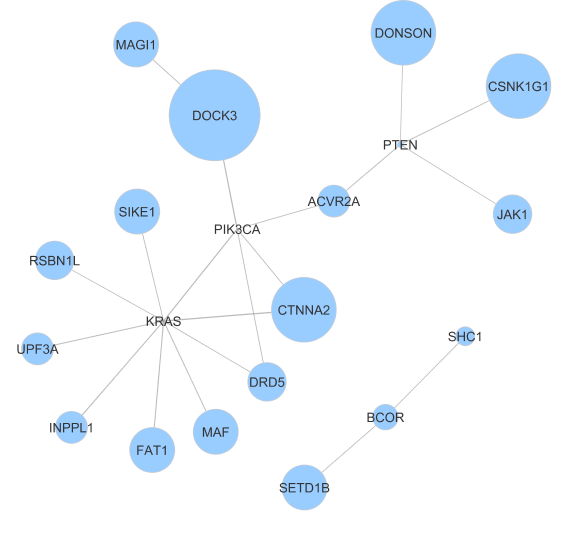 DONSON
MAGI1
CSNK1G1
DOCK3
PTEN
ACVR2A
SIKE1
JAK1
PIK3CA
RSBN1L
CTNNA2
KRAS
SHC1
UPF3A
DRD5
BCOR
INPPL1
MAF
FAT1
SETD1B